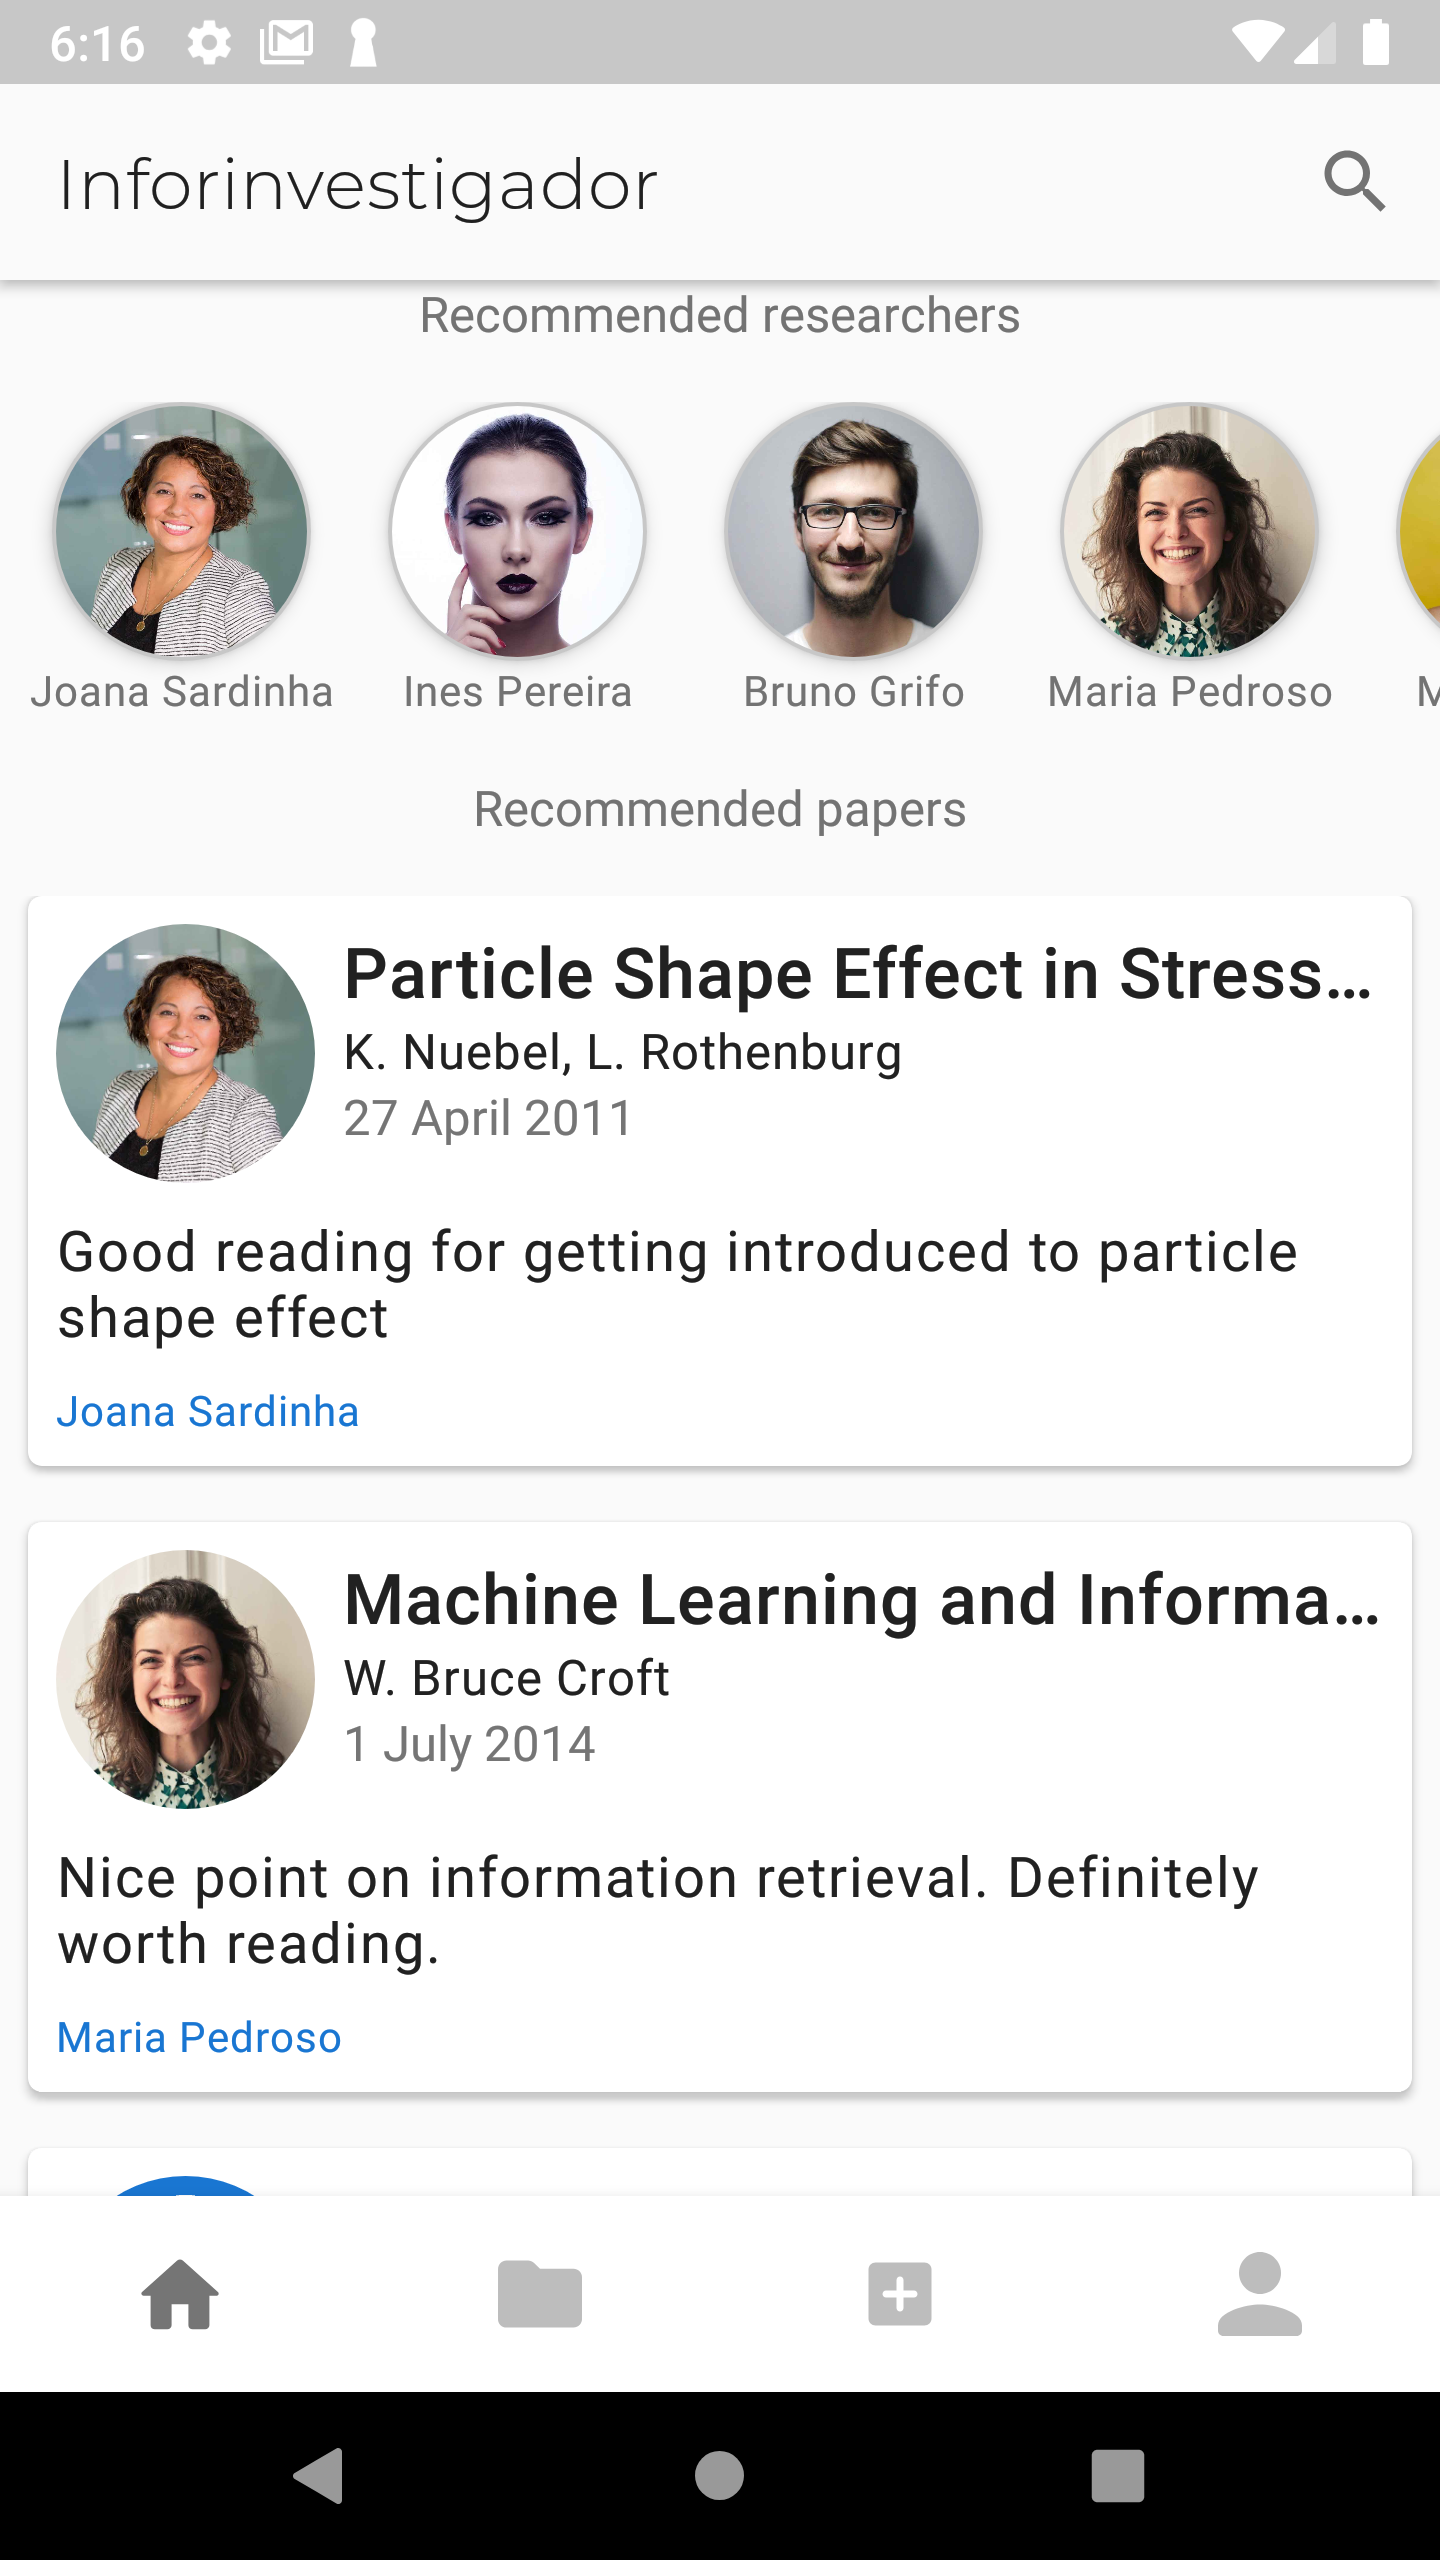 6:16
Inforinvestigador
Recommended researchers
Joana Sardinha
Ines Pereira
Bruno Grifo
Maria Pedroso
M
Recommended papers
Particle Shape Effect in Stress…
K. Nuebel, L. Rothenburg
27 April 2011
Good reading for getting introduced to particle
shape effect
Joana Sardinha
Machine Learning and Informa…
W. Bruce Croft
1 July 2014
Nice point on information retrieval. Definitely
worth reading.
Maria Pedroso